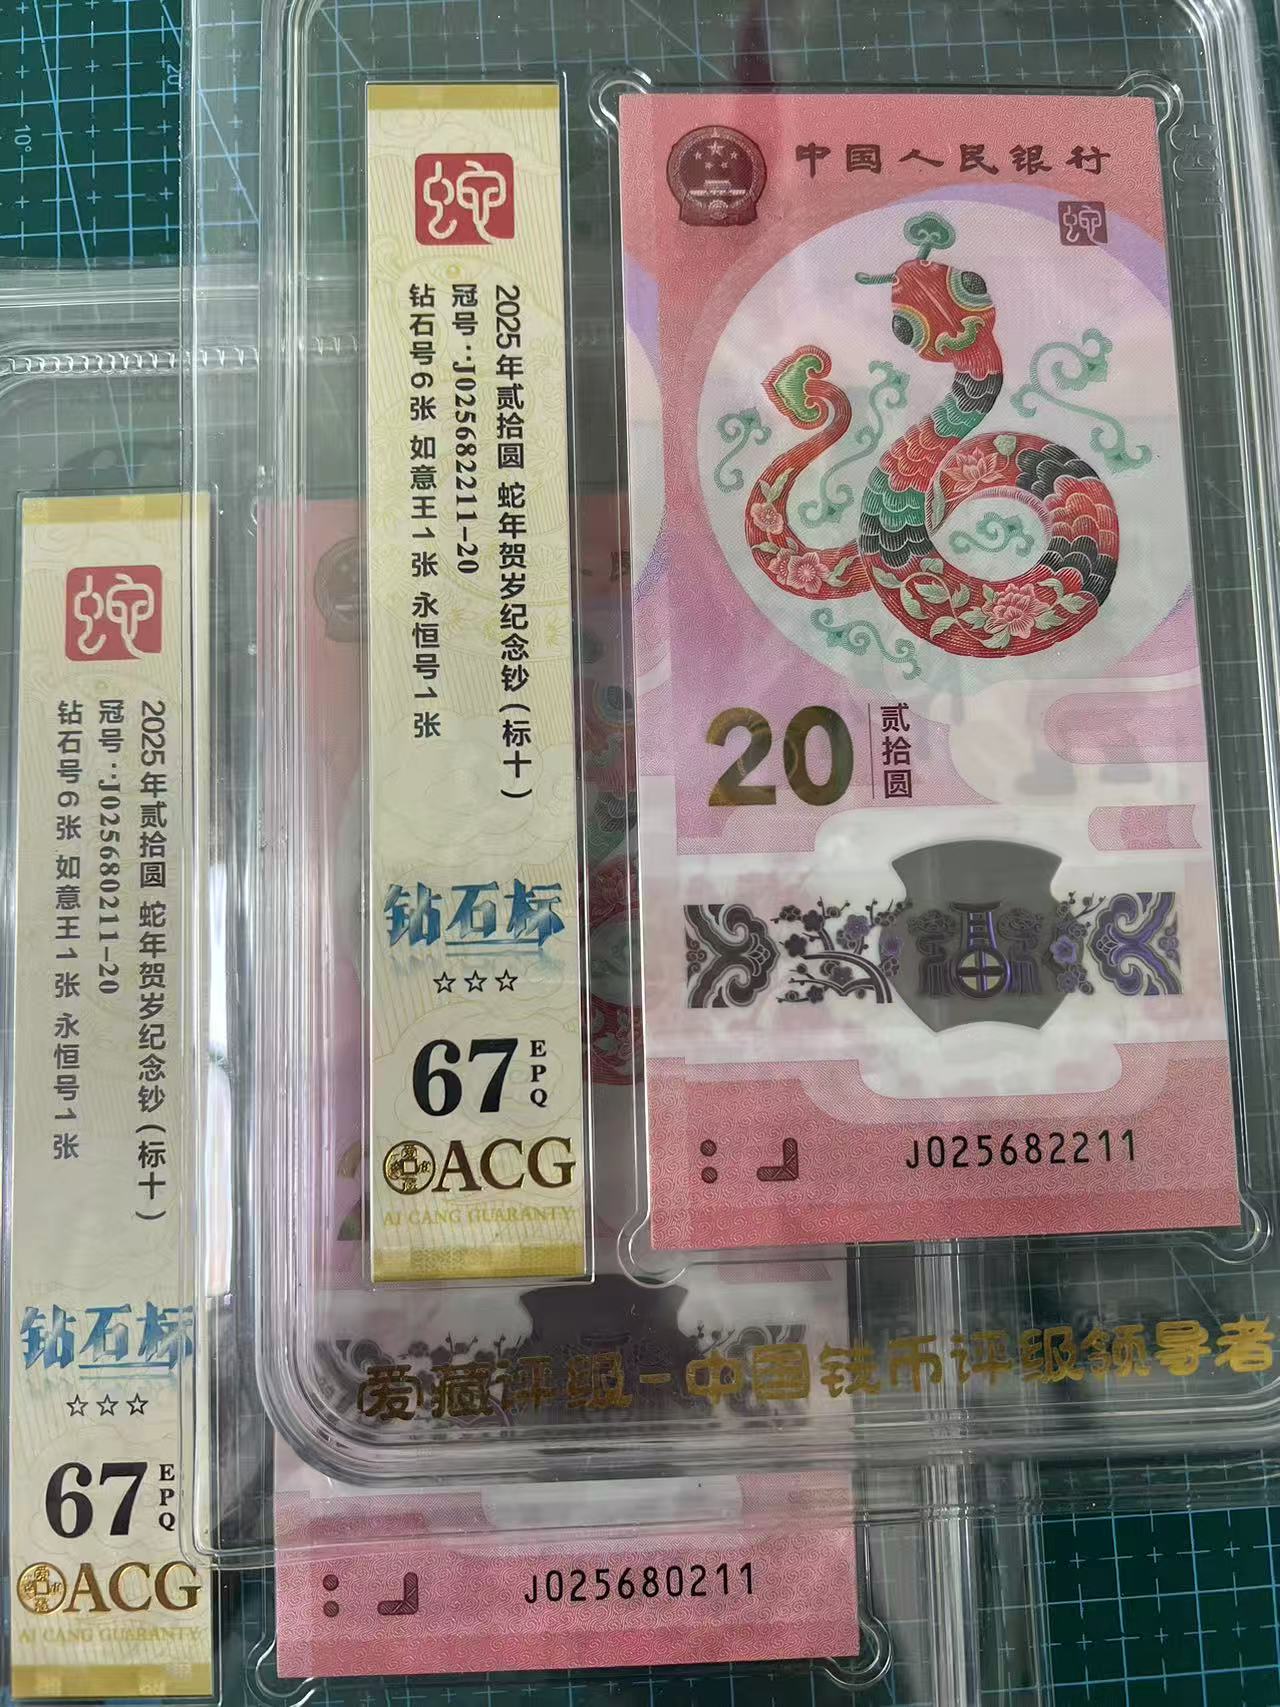 蛇
2025年贰拾圆 蛇年贺岁纪念钞（标十）
冠号：J025682211-20
钻石号6张 如意王1张 永恒号1张
钻石标
☆☆☆
67
EPQ
ACG
AI CANG GUARANTY
中国人民银行
蛇
20
贰拾圆
J025682211
爱藏评级-中国钱币评级领导者
蛇
2025年贰拾圆 蛇年贺岁纪念钞（标十）
冠号：J025680211-20
钻石号6张 如意王1张 永恒号1张
钻石标
☆☆☆
67
EPQ
ACG
AI CANG GUARANTY
J025680211